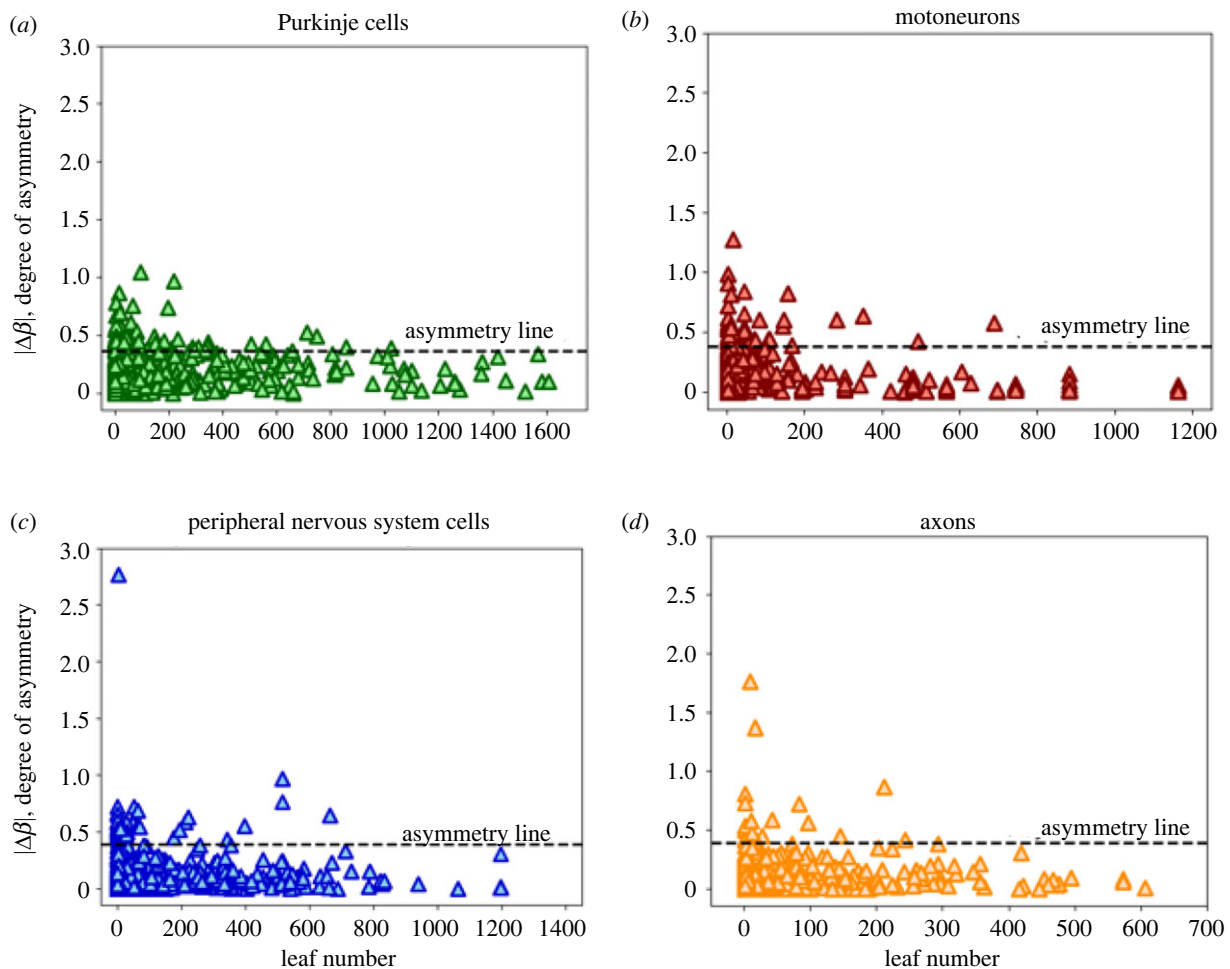 (a) Purkinje cells
3.0
2.5
2.0
1.5
1.0
0.5
0
|Δβ|, degree of asymmetry
asymmetry line
0 200 400 600 800 1000 1200 1400 1600
(b) motoneurons
3.0
2.5
2.0
1.5
1.0
0.5
0
asymmetry line
0 200 400 600 800 1000 1200
(c) peripheral nervous system cells
3.0
2.5
2.0
1.5
1.0
0.5
0
|Δβ|, degree of asymmetry
asymmetry line
0 200 400 600 800 1000 1200 1400
leaf number
(d) axons
3.0
2.5
2.0
1.5
1.0
0.5
0
asymmetry line
0 100 200 300 400 500 600 700
leaf number